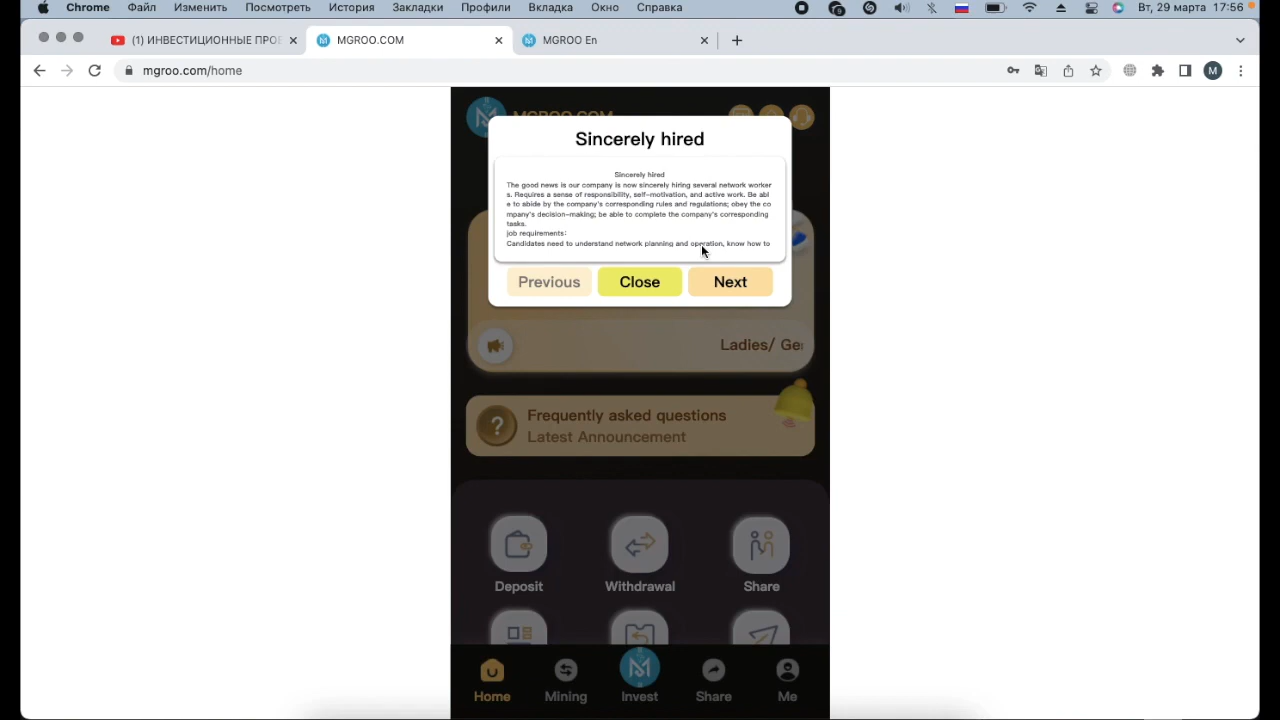 Chrome Файл Изменить Посмотреть История Закладки Профили Вкладка Окно Справка Вт, 29 марта 17:56
(1) ИНВЕСТИЦИОННЫЕ ПРОЕ
MGROO.COM
MGROO En
mgroo.com/home
M
MGROO.COM
Sincerely hired
Sincerely hired
The good news is our company is now sincerely hiring several network worker
s. Requires a sense of responsibility, self-motivation, and active work. Be abl
e to abide by the company's corresponding rules and regulations; obey the co
mpany's decision-making; be able to complete the company's corresponding
tasks.
job requirements:
Candidates need to understand network planning and operation, know how to
Previous Close Next
Ladies/ Ge
Frequently asked questions
Latest Announcement
Deposit Withdrawal Share
Home Mining Invest Share Me